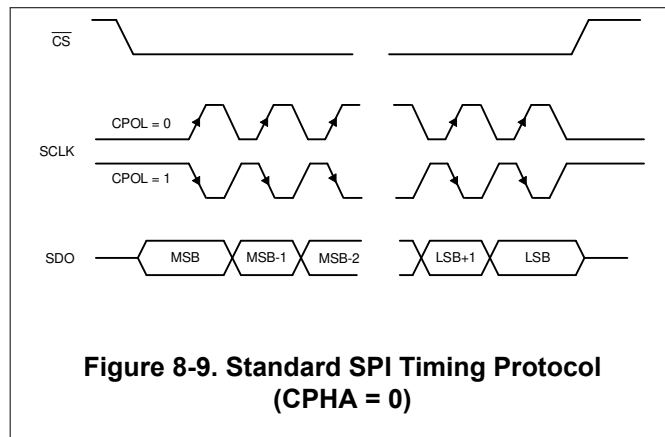 CS
CPOL = 0
SCLK
CPOL = 1
SDO
MSB
MSB-1
MSB-2
LSB+1
LSB
Figure 8-9. Standard SPI Timing Protocol
(CPHA = 0)